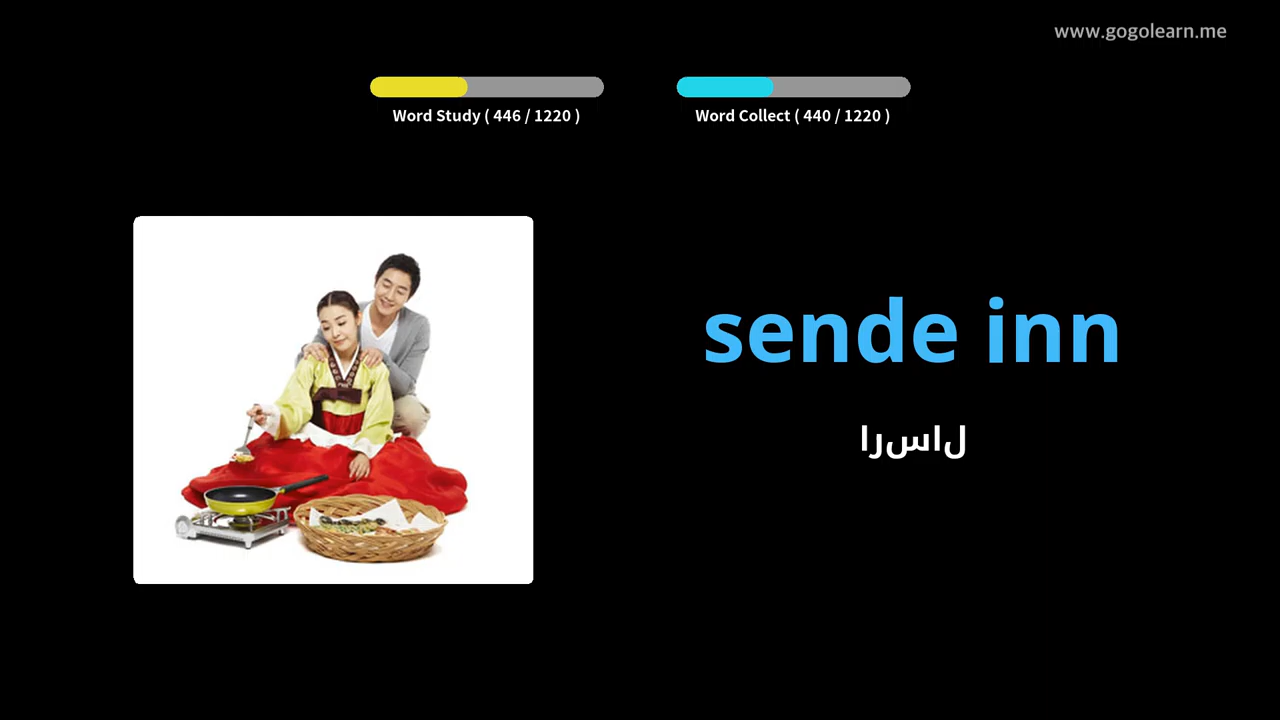 www.gogolearn.me
Word Study ( 446 / 1220 )
Word Collect ( 440 / 1220 )
sende inn
ارسال